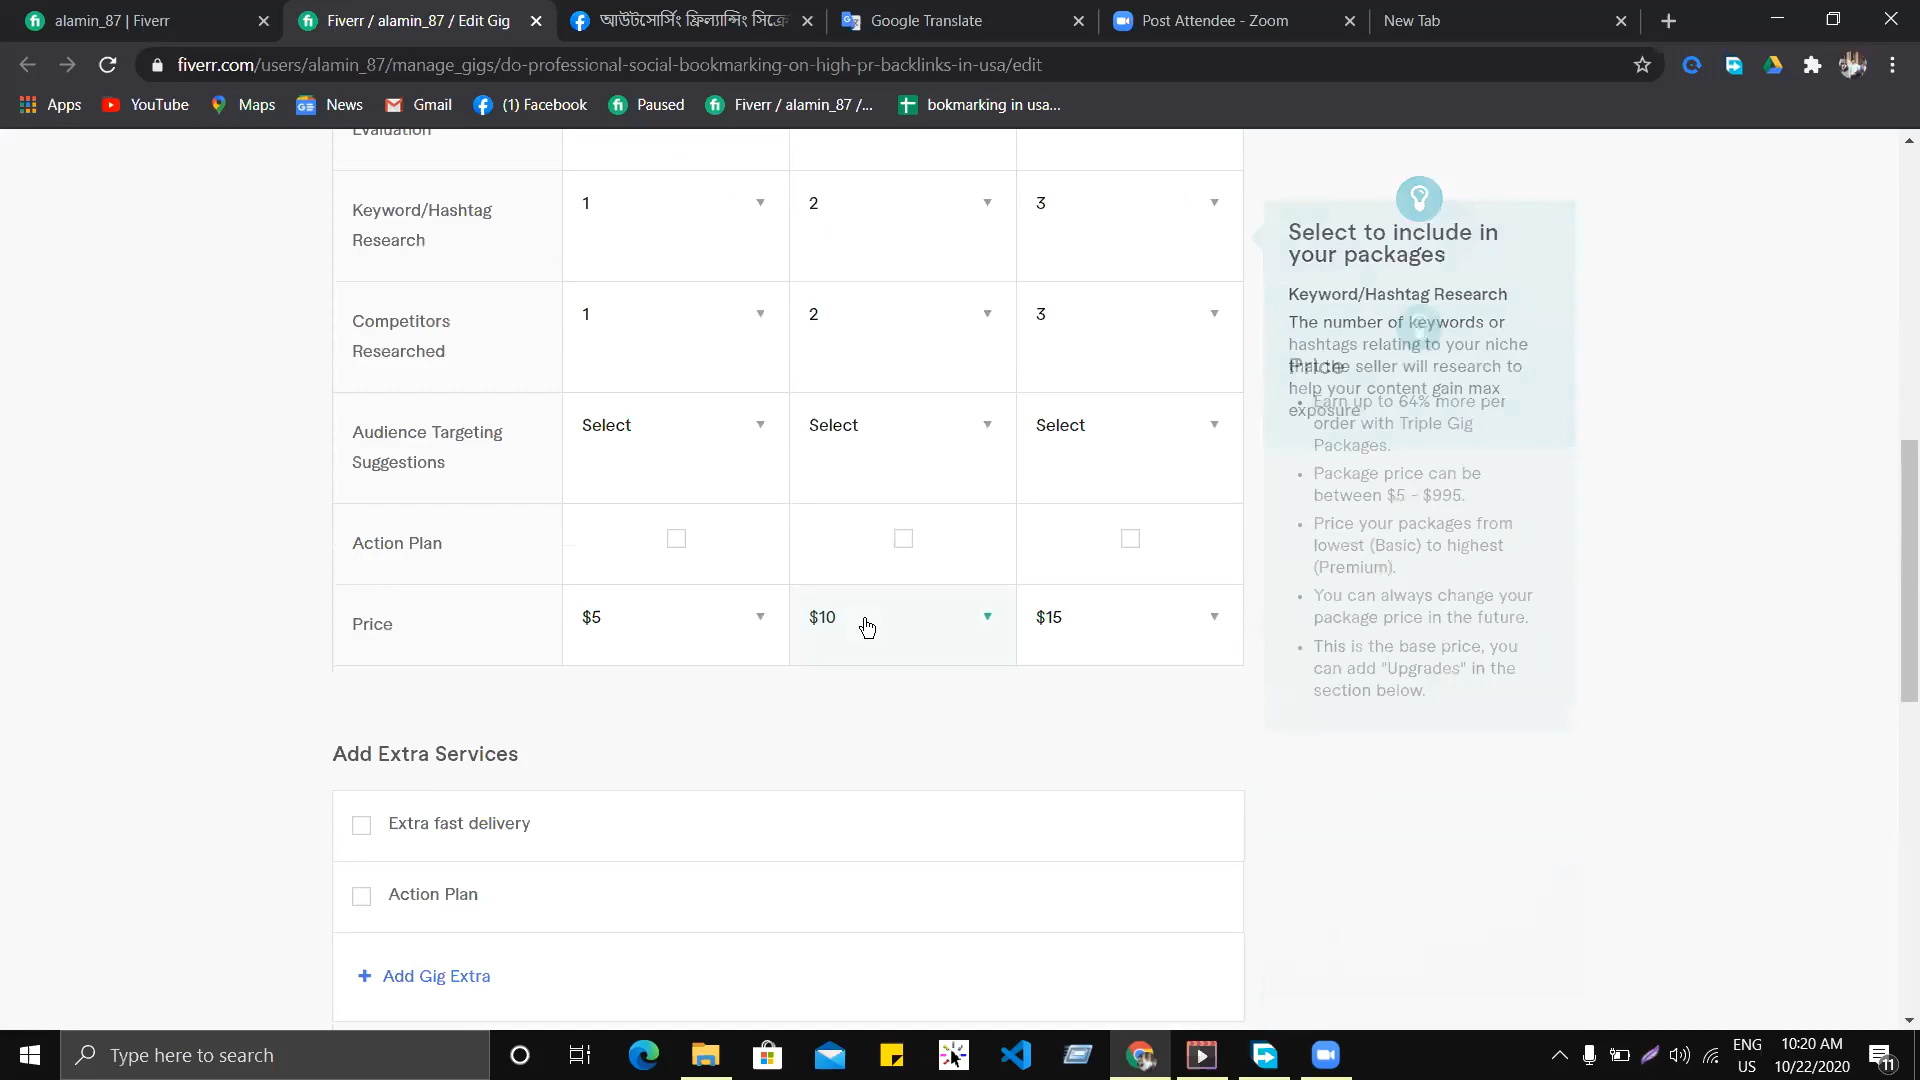 alamin_87 | Fiverr
Fiverr / alamin_87 / Edit Gig
আউটসোর্সিং ফ্রিল্যান্সিং সিক্রে
Google Translate
Post Attendee - Zoom
New Tab
fiverr.com/users/alamin_87/manage_gigs/do-professional-social-bookmarking-on-high-pr-backlinks-in-usa/edit
Apps
YouTube
Maps
News
Gmail
(1) Facebook
Paused
Fiverr / alamin_87 /...
bokmarking in usa...
Evaluation
Keyword/Hashtag
Research
1
2
3
Competitors
Researched
1
2
3
Audience Targeting
Suggestions
Select
Select
Select
Action Plan
Price
$5
$10
$15
Select to include in
your packages
Keyword/Hashtag Research
The number of keywords or
hashtags relating to your niche
that the seller will research to
help your content gain max
exposure
Price
Earn up to 64% more per
order with Triple Gig
Packages.
Package price can be
between $5 - $995.
Price your packages from
lowest (Basic) to highest
(Premium).
You can always change your
package price in the future.
This is the base price, you
can add "Upgrades" in the
section below.
Add Extra Services
Extra fast delivery
Action Plan
+ Add Gig Extra
Type here to search
ENG
US
10:20 AM
10/22/2020
11